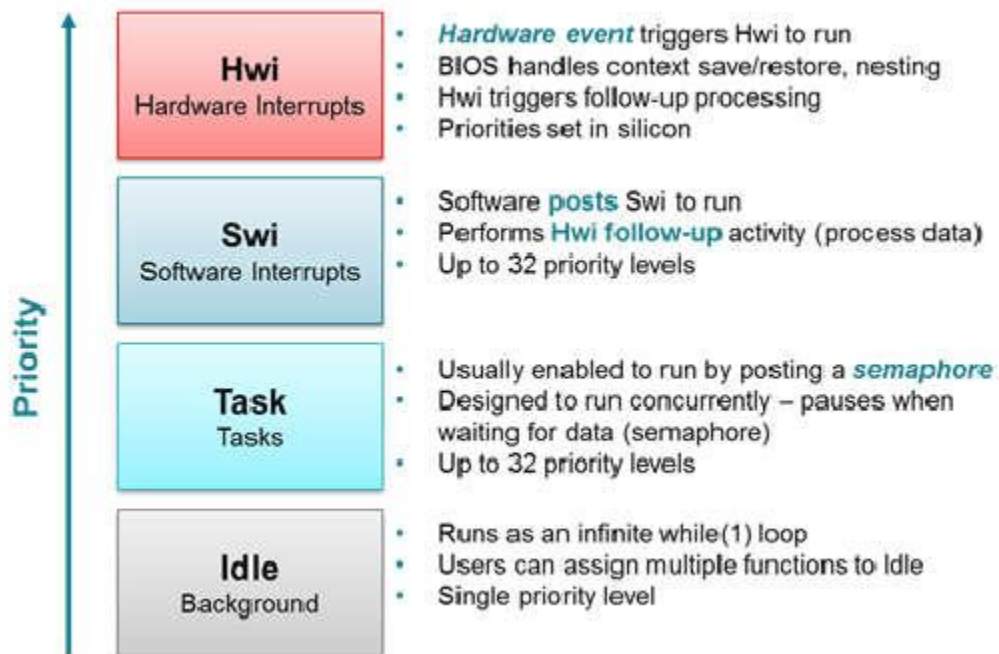 Priority
Hwi
Hardware Interrupts
• Hardware event triggers Hwi to run
• BIOS handles context save/restore, nesting
• Hwi triggers follow-up processing
• Priorities set in silicon
Swi
Software Interrupts
• Software posts Swi to run
• Performs Hwi follow-up activity (process data)
• Up to 32 priority levels
Task
Tasks
• Usually enabled to run by posting a semaphore
• Designed to run concurrently – pauses when
waiting for data (semaphore)
• Up to 32 priority levels
Idle
Background
• Runs as an infinite while(1) loop
• Users can assign multiple functions to Idle
• Single priority level